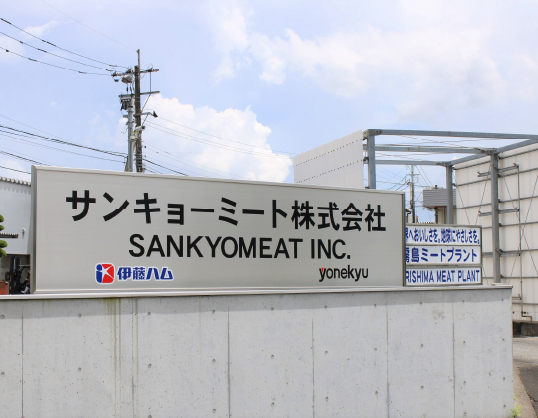 サンキョーミート株式会社
SANKYOMEAT INC.
伊藤ハム
yonekyu
へおいしさを、地球にやさしさを。
霧島ミートプラント
RISHIMA MEAT PLANT